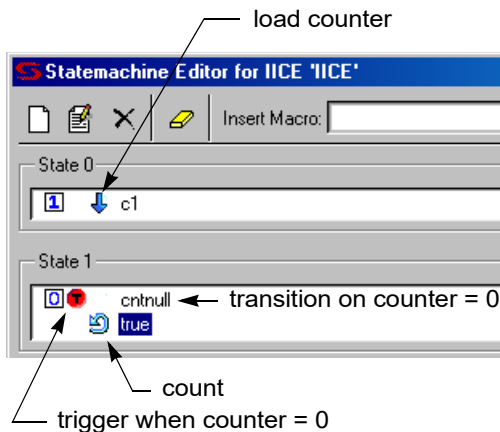 load counter
Statemachine Editor for IICE 'IICE'
Insert Macro:
State 0
1 c1
State 1
0 T cntnull transition on counter = 0
true
count
trigger when counter = 0